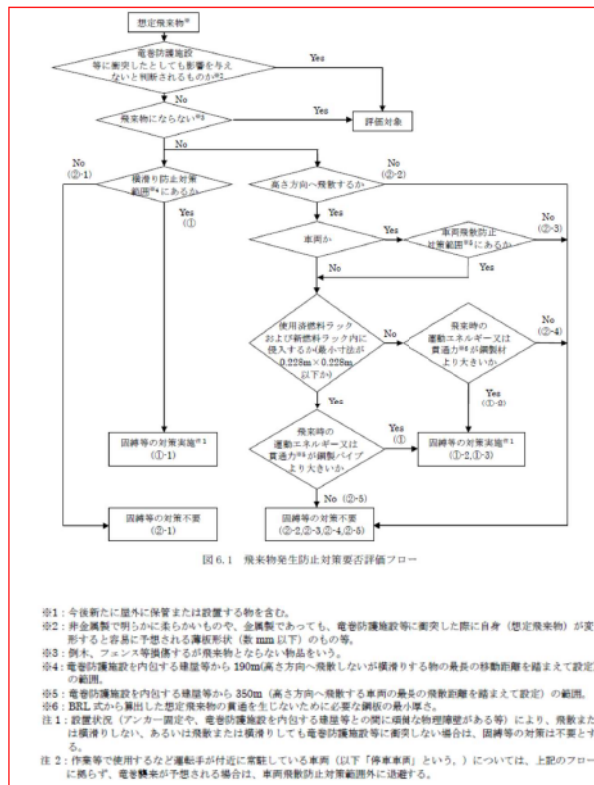 想定飛来物※1
竜巻防護施設
等に衝突したとしても影響を与え
ないと判断されるものか※2
Yes
No
飛来物にならない※3
Yes
評価対象
No
No
(②-1)
横滑り防止対策
範囲※4にあるか
Yes
(①)
高さ方向へ飛散するか
No
(②-2)
Yes
車両か
Yes
車両飛散防止
対策範囲※5にあるか
No
(②-3)
No
Yes
使用済燃料ラック
および新燃料ラック内に
侵入するか(最小寸法が
0.228m×0.228m
以下か)
No
飛来時の
運動エネルギー又は
貫通力※6が鋼製材
より大きいか
No
(②-4)
Yes
Yes
飛来時の
運動エネルギー又は
貫通力※6が鋼製パイプ
より大きいか
Yes
(①)
固縛等の対策実施※1
(①-1)
固縛等の対策実施※1
(①-2,①-3)
No (②-5)
固縛等の対策不要
(②-1)
固縛等の対策不要
(②-2,②-3,②-4,②-5)
図 6.1 飛来物発生防止対策要否評価フロー
※1：今後新たに屋外に保管または設置する物を含む。
※2：非金属製で明らかに柔らかいものや、金属製であっても、竜巻防護施設等に衝突した際に自身（想定飛来物）が変
形すると容易に予想される薄板形状（数 mm 以下）のもの等。
※3：倒木、フェンス等損傷するが飛来物とならない物品をいう。
※4：竜巻防護施設を内包する建屋等から 190m(高さ方向へ飛散しないが横滑りする物の最長の移動距離を踏まえて設定)
の範囲。
※5：竜巻防護施設を内包する建屋等から 350m（高さ方向へ飛散する車両の最長の飛散距離を踏まえて設定）の範囲。
※6：BRL 式から算出した想定飛来物の貫通を生じないために必要な鋼板の最小厚さ。
注 1：設置状況（アンカー固定や、竜巻防護施設を内包する建屋等との間に頑健な物理障壁がある等）により、飛散また
は横滑りしない、あるいは飛散または横滑りしても竜巻防護施設等に衝突しない場合は、固縛等の対策は不要とす
る。
注 2：作業等で使用するなど運転手が付近に常駐している車両（以下「停車車両」という。）については、上記のフロー
に拠らず、竜巻襲来が予想される場合は、車両飛散防止対策範囲外に退避する。